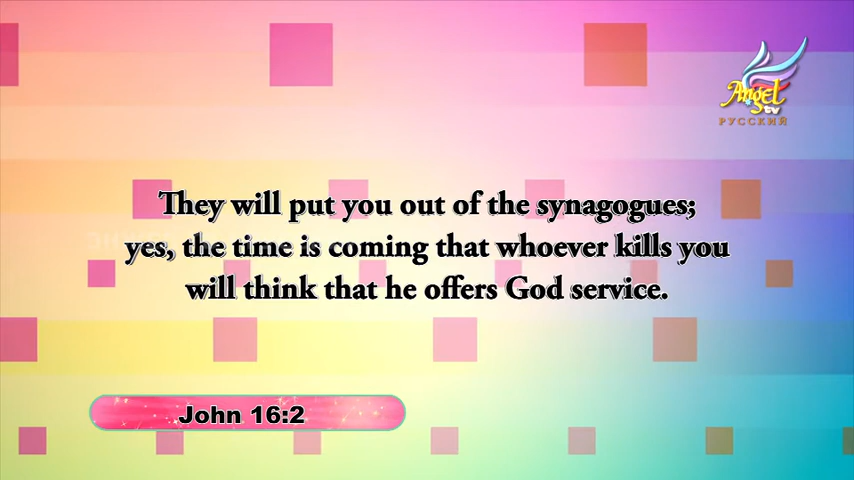 Angel
tv
РУССКИЙ
They will put you out of the synagogues;
yes, the time is coming that whoever kills you
will think that he offers God service.
John 16:2